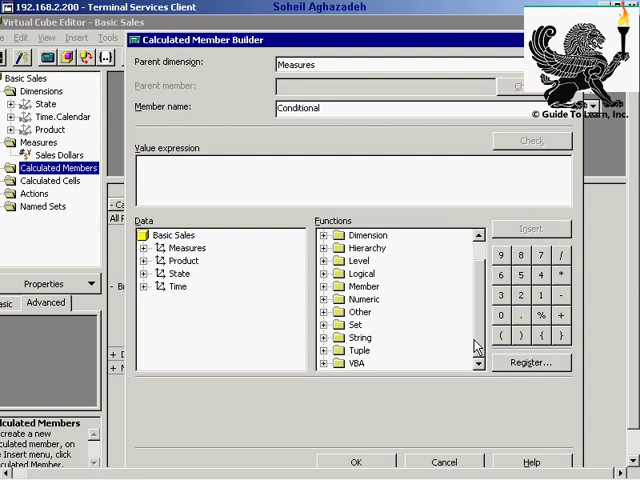 192.168.2.200 - Terminal Services Client
Soheil Aghazadeh
Virtual Cube Editor - Basic Sales
Edit View Insert Tools
Calculated Member Builder
Parent dimension:
Measures
Parent member:
Member name:
Conditional
© Guide To Learn, Inc.
Value expression
Check
Basic Sales
Dimensions
State
Time.Calendar
Product
Measures
Sales Dollars
Calculated Members
Calculated Cells
Actions
Named Sets
Properties
Advanced
Data
Basic Sales
Measures
Product
State
Time
Functions
Dimension
Hierarchy
Level
Logical
Member
Numeric
Other
Set
String
Tuple
VBA
Insert
9 8 7 /
6 5 4 *
3 2 1 -
0 . % +
( ) { }
Register...
lculated Members
create a new
lculated member, on
e Insert menu, click
lculated Member.
OK
Cancel
Help